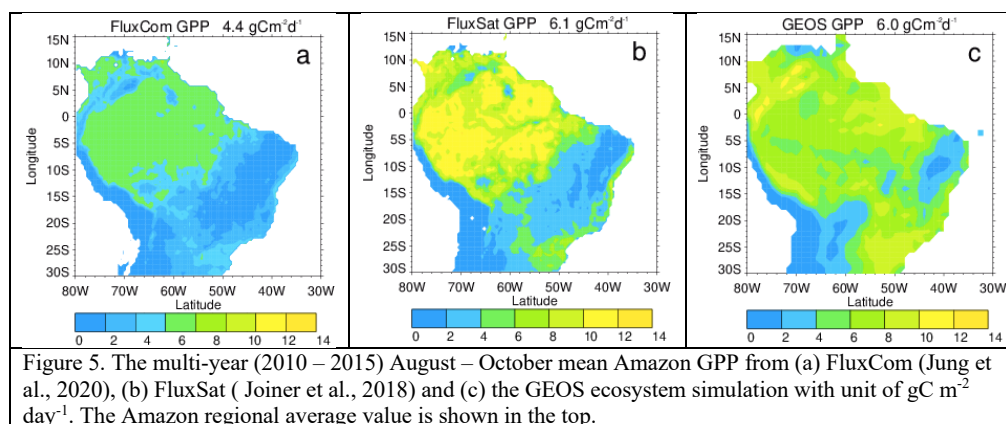 FluxCom GPP 4.4 gCm-2d-1
a
15N
10N
5N
0
5S
10S
15S
20S
25S
30S
Longitude
80W 70W 60W 50W 40W 30W
Latitude
0 2 4 6 8 10 12 14
FluxSat GPP 6.1 gCm-2d-1
b
15N
10N
5N
0
5S
10S
15S
20S
25S
30S
Longitude
80W 70W 60W 50W 40W 30W
Latitude
0 2 4 6 8 10 12 14
GEOS GPP 6.0 gCm-2d-1
c
15N
10N
5N
0
5S
10S
15S
20S
25S
30S
Longitude
80W 70W 60W 50W 40W 30W
Latitude
0 2 4 6 8 10 12 14
Figure 5. The multi-year (2010 – 2015) August – October mean Amazon GPP from (a) FluxCom (Jung et
al., 2020), (b) FluxSat ( Joiner et al., 2018) and (c) the GEOS ecosystem simulation with unit of gC m-2
day-1. The Amazon regional average value is shown in the top.